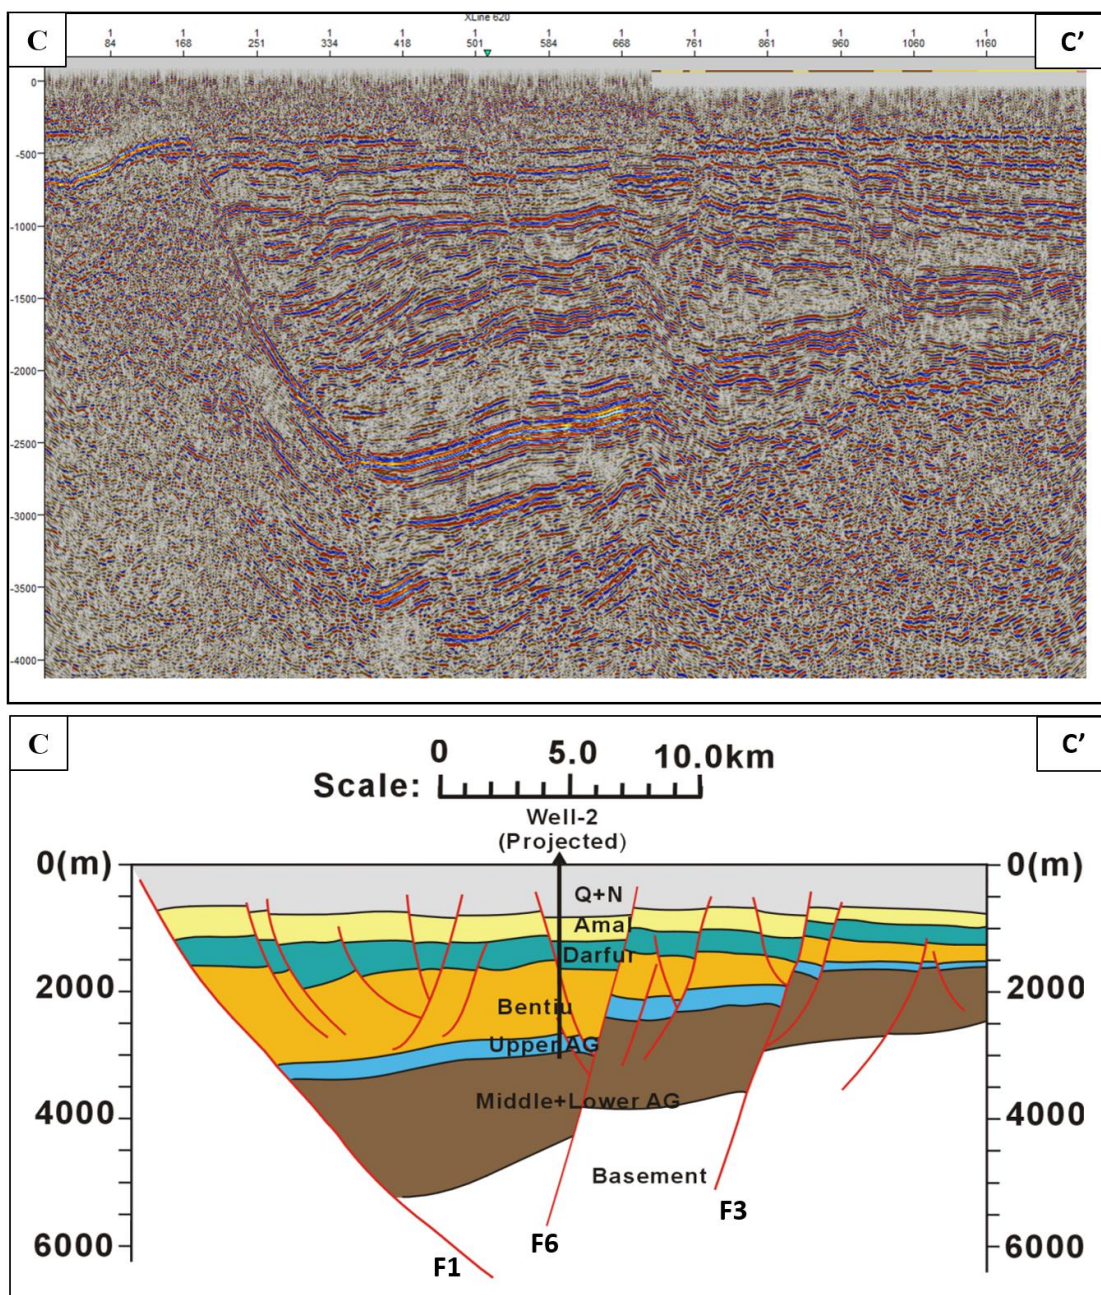 XLine 620
C
C’
1 1 1 1 1 1 1 1 1 1 1 1 1
84 168 251 334 418 501 584 668 761 861 960 1060 1160
0
-500
-1000
-1500
-2000
-2500
-3000
-3500
-4000
C
C’
0 5.0 10.0km
Scale:
Well-2
(Projected)
0(m)
0(m)
Q+N
Amal
Darfur
2000
2000
Bentiu
Upper AG
Middle+Lower AG
4000
4000
Basement
F3
F6
6000
6000
F1